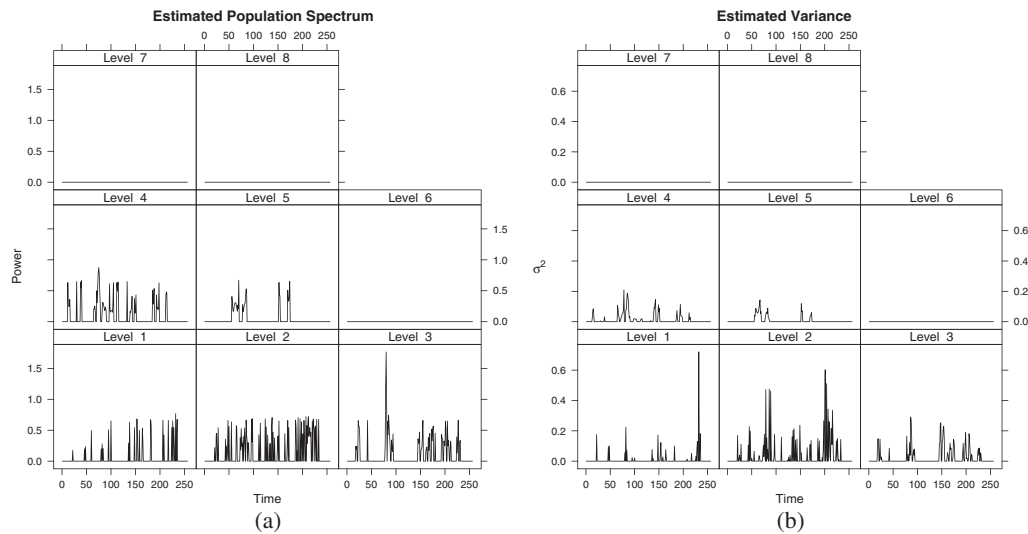 Estimated Population Spectrum
0 50 100 150 200 250
Level 7 Level 8
1.5
1.0
0.5
0.0
Level 4 Level 5 Level 6
1.5
1.0
0.5
0.0
Level 1 Level 2 Level 3
1.5
1.0
0.5
0.0
0 50 100 150 200 250
0 50 100 150 200 250
Power
Time
(a)
Estimated Variance
0 50 100 150 200 250
Level 7 Level 8
0.6
0.4
0.2
0.0
Level 4 Level 5 Level 6
0.6
0.4
0.2
0.0
Level 1 Level 2 Level 3
0.6
0.4
0.2
0.0
0 50 100 150 200 250
0 50 100 150 200 250
σ²
Time
(b)